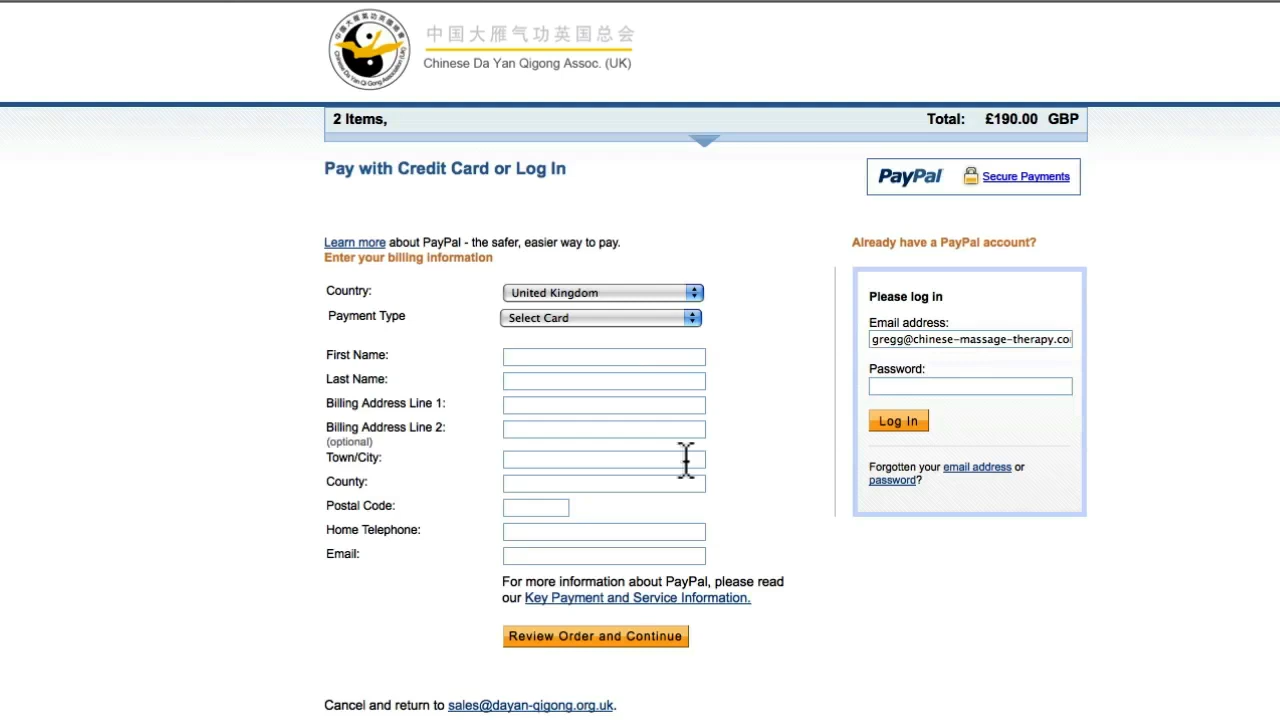 中国大雁气功英国总会
Chinese Da Yan Qigong Assoc. (UK)
2 Items,
Total: £190.00 GBP
Pay with Credit Card or Log In
PayPal
Secure Payments
Learn more about PayPal - the safer, easier way to pay.
Enter your billing information
Already have a PayPal account?
Country:
United Kingdom
Payment Type
Select Card
First Name:
Last Name:
Billing Address Line 1:
Billing Address Line 2:
(optional)
Town/City:
County:
Postal Code:
Home Telephone:
Email:
For more information about PayPal, please read
our Key Payment and Service Information.
Review Order and Continue
Please log in
Email address:
gregg@chinese-massage-therapy.co
Password:
Log In
Forgotten your email address or
password?
Cancel and return to sales@dayan-qigong.org.uk.